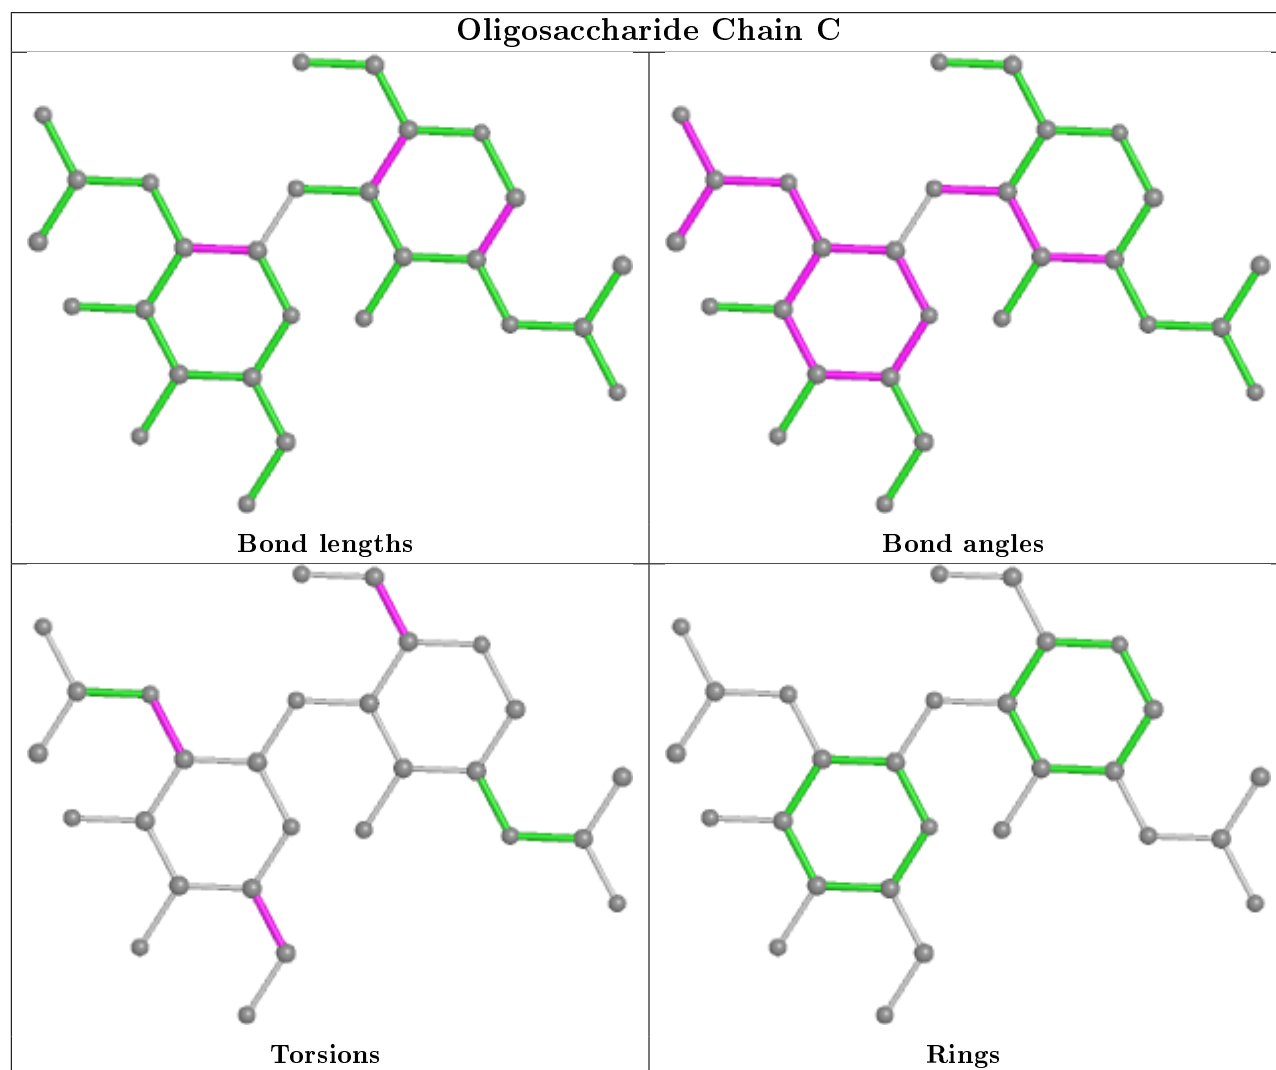 Oligosaccharide Chain C
Bond lengths
Bond angles
Torsions
Rings